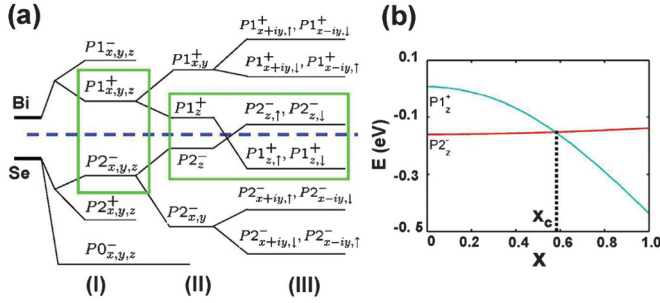 (a)
P1⁻x,y,z
P1⁺x,y,z
P1⁺x,y
P1⁺x+iy,↑, P1⁺x−iy,↓
P1⁺x+iy,↓, P1⁺x−iy,↑
Bi
P1⁺z
P2⁻z,↑, P2⁻z,↓
Se
P2⁻x,y,z
P2⁻z
P1⁺z,↑, P1⁺z,↓
P2⁺x,y,z
P2⁻x,y
P2⁻x+iy,↑, P2⁻x−iy,↓
P2⁻x+iy,↓, P2⁻x−iy,↑
P0⁻x,y,z
(I) (II) (III)
(b)
E (eV)
0.1
-0.1
-0.3
-0.5
P1⁺z
P2⁻z
Xc
0 0.2 0.4 0.6 0.8 1.0
X